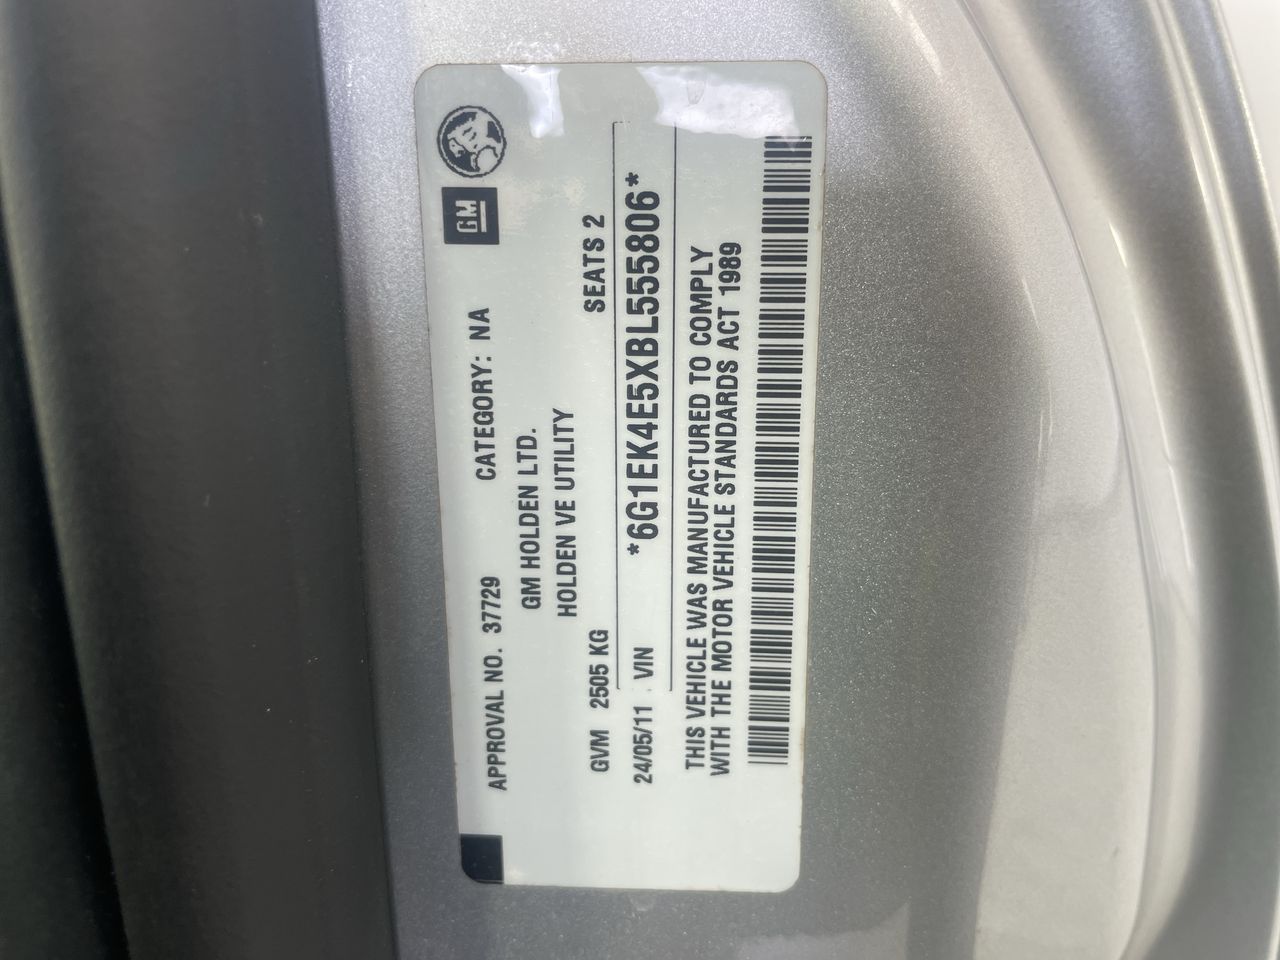 GM
APPROVAL NO. 37729 CATEGORY: NA
GM HOLDEN LTD.
HOLDEN VE UTILITY
GVM 2505 KG SEATS 2
24/05/11 VIN *6G1EK4E5XBL555806*
THIS VEHICLE WAS MANUFACTURED TO COMPLY
WITH THE MOTOR VEHICLE STANDARDS ACT 1989